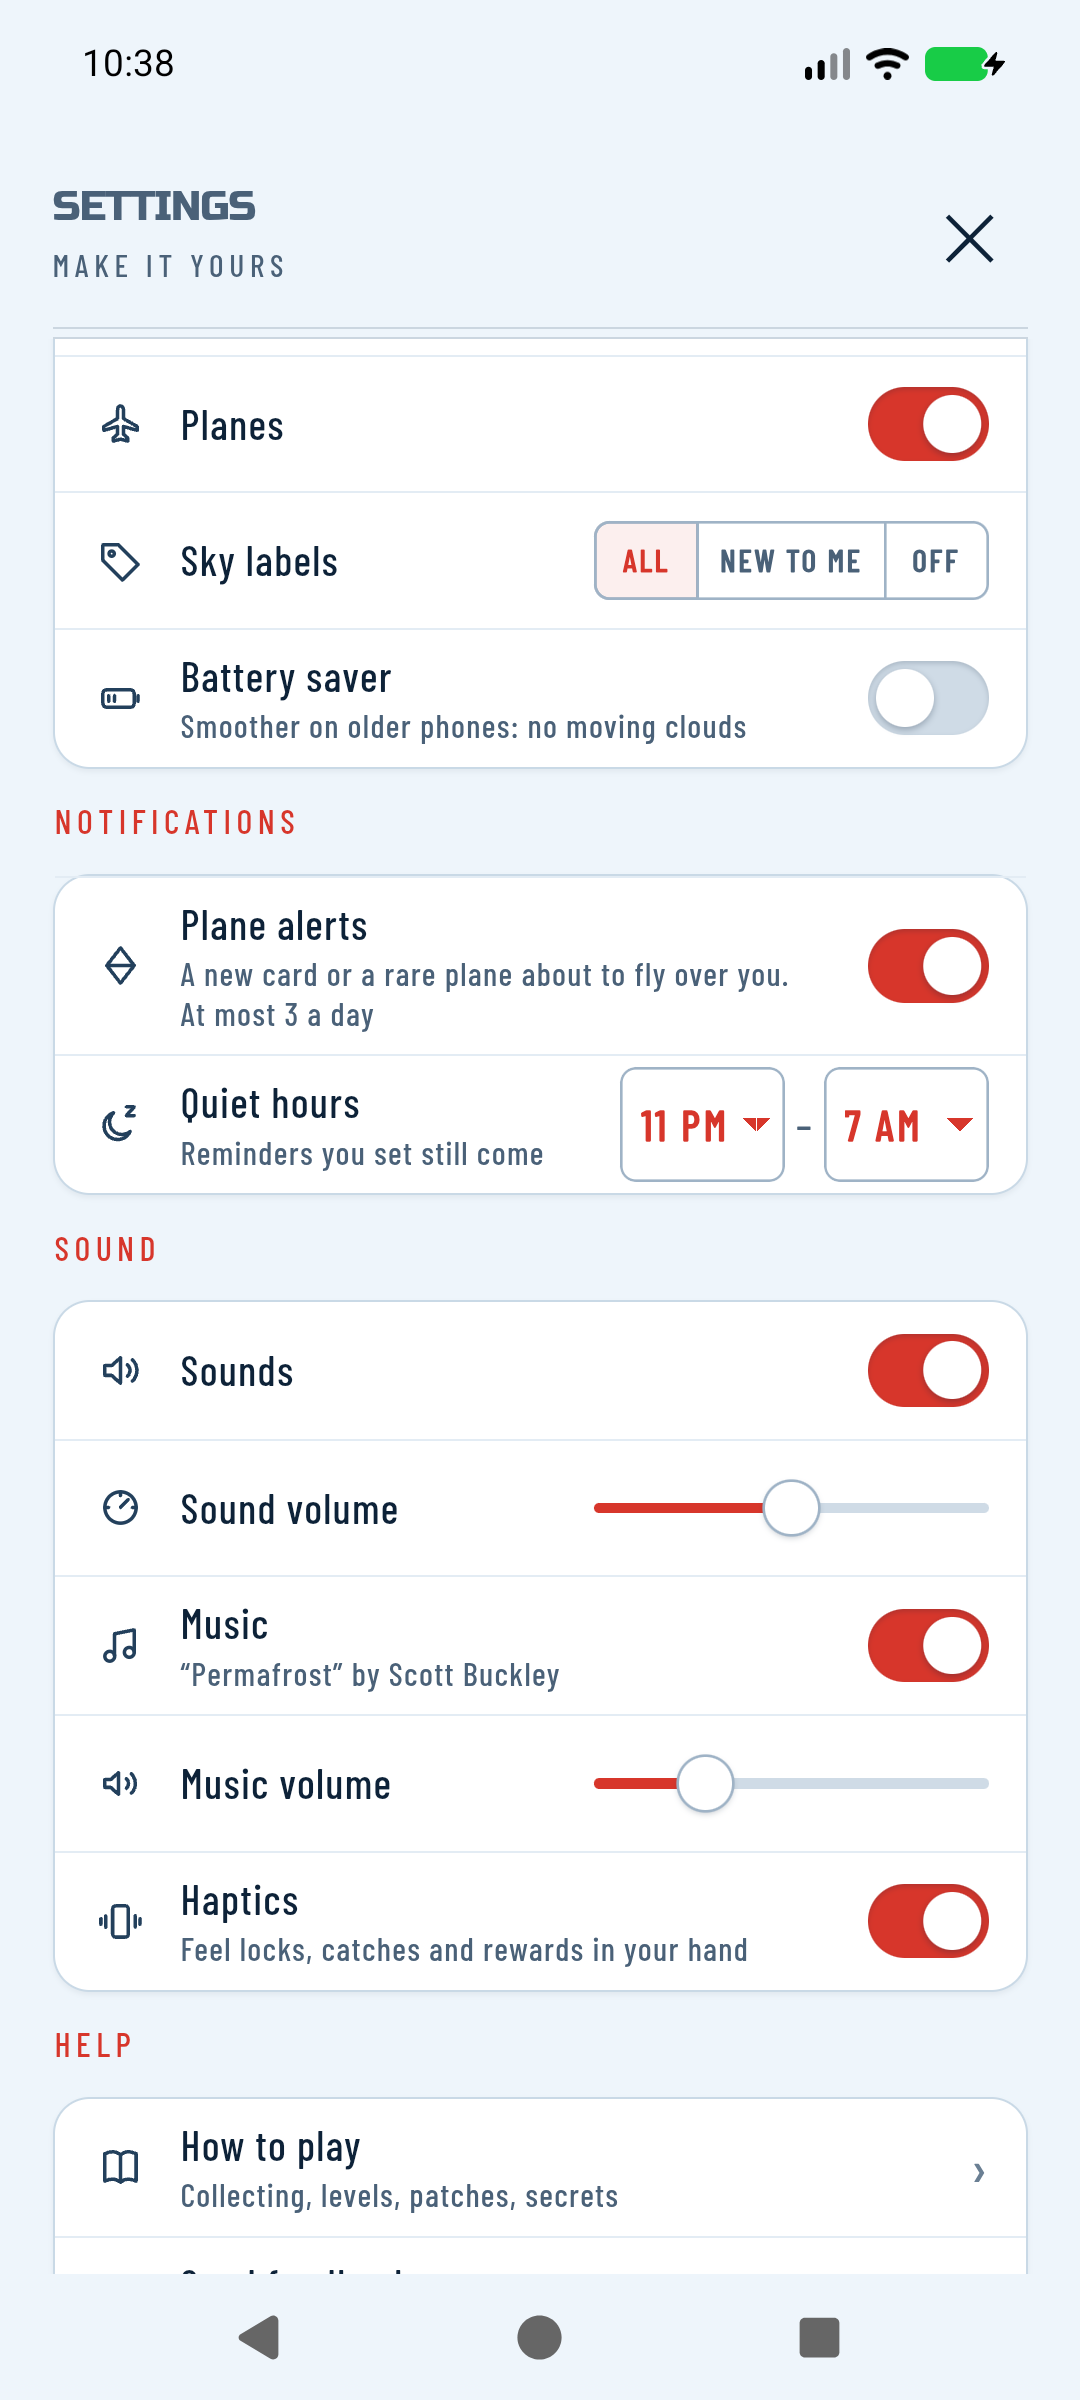 10:38
SETTINGS
MAKE IT YOURS
Planes
Sky labels
ALL
NEW TO ME
OFF
Battery saver
Smoother on older phones: no moving clouds
NOTIFICATIONS
Plane alerts
A new card or a rare plane about to fly over you.
At most 3 a day
Quiet hours
Reminders you set still come
11 PM – 7 AM
SOUND
Sounds
Sound volume
Music
“Permafrost” by Scott Buckley
Music volume
Haptics
Feel locks, catches and rewards in your hand
HELP
How to play
Collecting, levels, patches, secrets